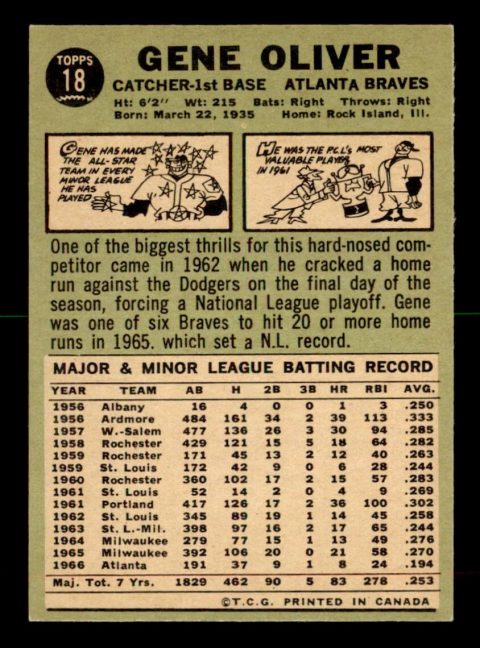 TOPPS
18
GENE OLIVER
CATCHER-1st BASE ATLANTA BRAVES
Ht: 6'2" Wt: 215 Bats: Right Throws: Right
Born: March 22, 1935 Home: Rock Island, Ill.
GENE HAS MADE
THE ALL-STAR
TEAM IN EVERY
MINOR LEAGUE
HE HAS
PLAYED
HE WAS THE P.C.L'S MOST
VALUABLE PLAYER
IN 1961
One of the biggest thrills for this hard-nosed com-
petitor came in 1962 when he cracked a home
run against the Dodgers on the final day of the
season, forcing a National League playoff. Gene
was one of six Braves to hit 20 or more home
runs in 1965. which set a N.L. record.
MAJOR & MINOR LEAGUE BATTING RECORD
YEAR TEAM AB H 2B 3B HR RBI AVG.
1956 Albany 16 4 0 0 1 3 .250
1956 Ardmore 484 161 34 2 39 113 .333
1957 W.-Salem 477 136 26 3 30 94 .285
1958 Rochester 429 121 15 5 18 64 .282
1959 Rochester 171 45 13 2 12 40 .263
1959 St. Louis 172 42 9 0 6 28 .244
1960 Rochester 360 102 17 2 15 57 .283
1961 St. Louis 52 14 2 0 4 9 .269
1961 Portland 417 126 17 2 36 100 .302
1962 St. Louis 345 89 19 1 14 45 .258
1963 St. L.-Mil. 398 97 16 2 17 65 .244
1964 Milwaukee 279 77 15 1 13 49 .276
1965 Milwaukee 392 106 20 0 21 58 .270
1966 Atlanta 191 37 9 1 8 24 .194
Maj. Tot. 7 Yrs. 1829 462 90 5 83 278 .253
©T.C.G. PRINTED IN CANADA